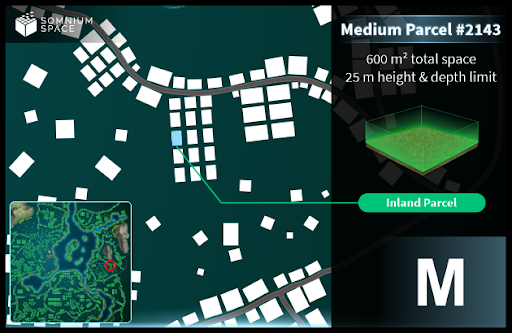 SOMNIUM
SPACE
Medium Parcel #2143
600 m² total space
25 m height & depth limit
Inland Parcel
M